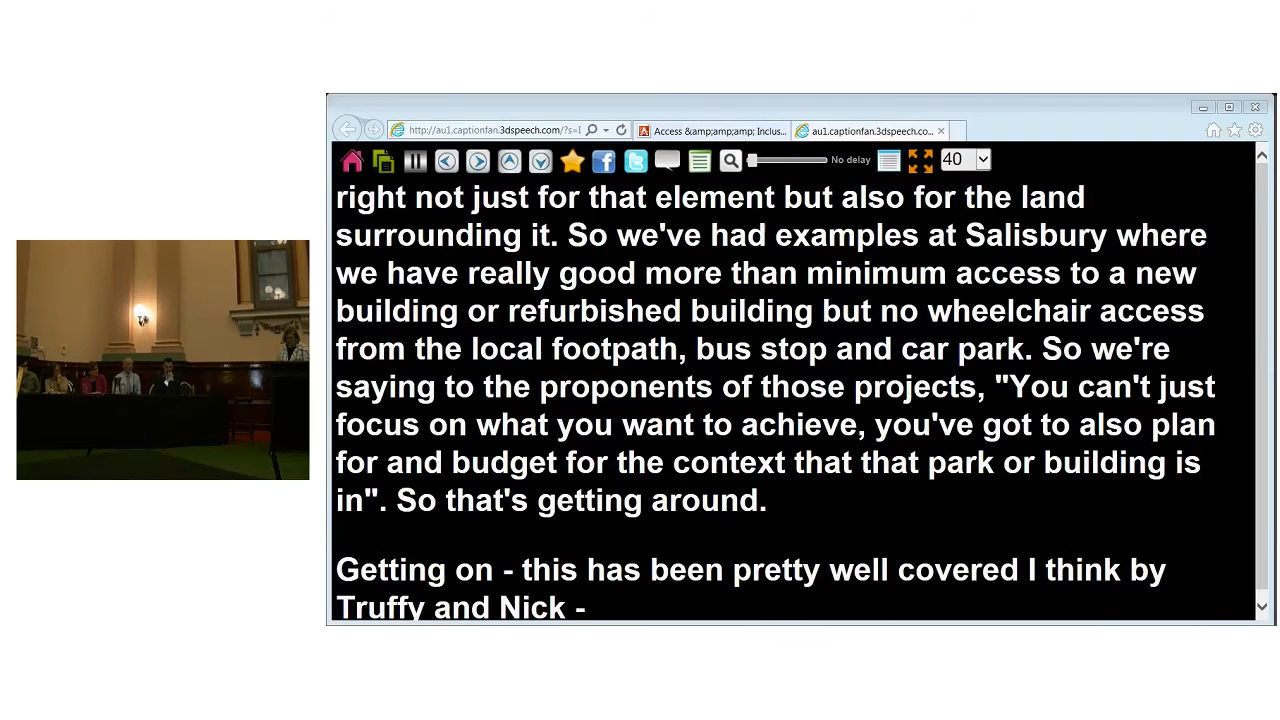 http://au1.captionfan.3dspeech.com/?s=I
Access &amp;amp;amp; Inclus...
au1.captionfan.3dspeech.co...
No delay
40
right not just for that element but also for the land
surrounding it. So we've had examples at Salisbury where
we have really good more than minimum access to a new
building or refurbished building but no wheelchair access
from the local footpath, bus stop and car park. So we're
saying to the proponents of those projects, "You can't just
focus on what you want to achieve, you've got to also plan
for and budget for the context that that park or building is
in". So that's getting around.
Getting on - this has been pretty well covered I think by
Truffy and Nick -